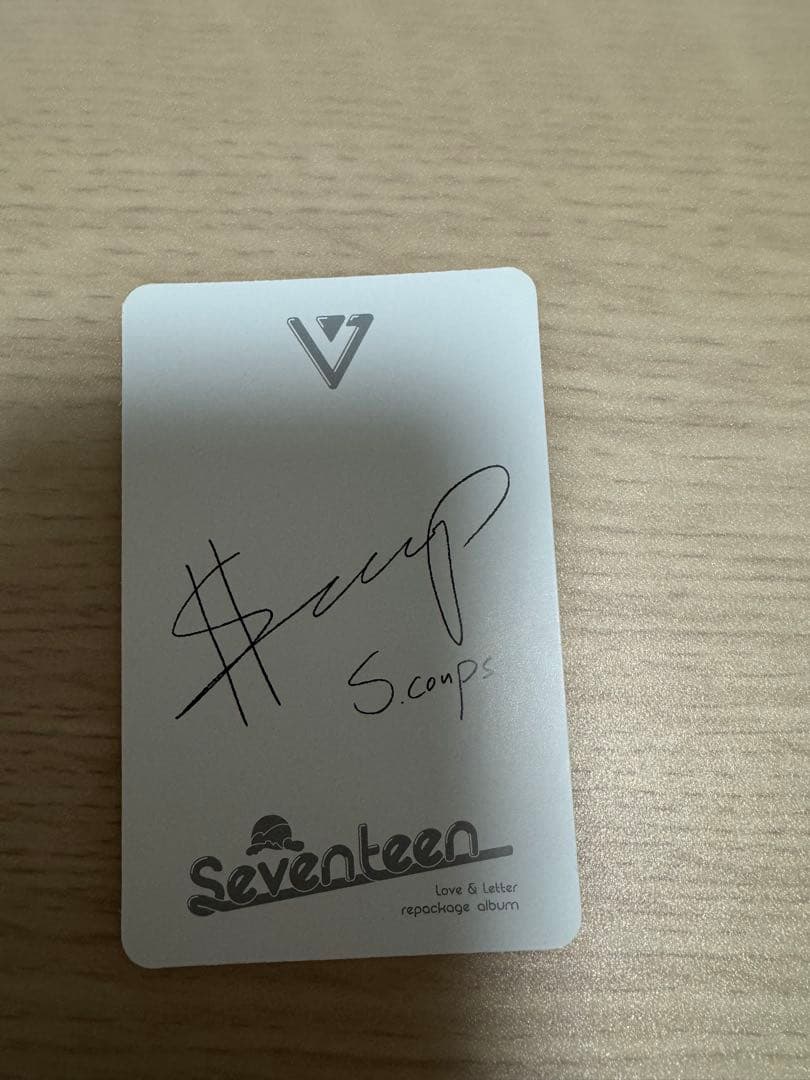 S.coups
Seventeen
Love & Letter
repackage album